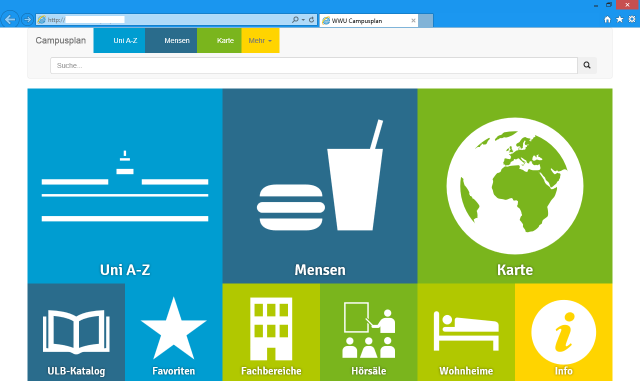 http://
WWU Campusplan
Campusplan Uni A-Z Mensen Karte Mehr
Suche...
Uni A-Z Mensen Karte
ULB-Katalog Favoriten Fachbereiche Hörsäle Wohnheime Info